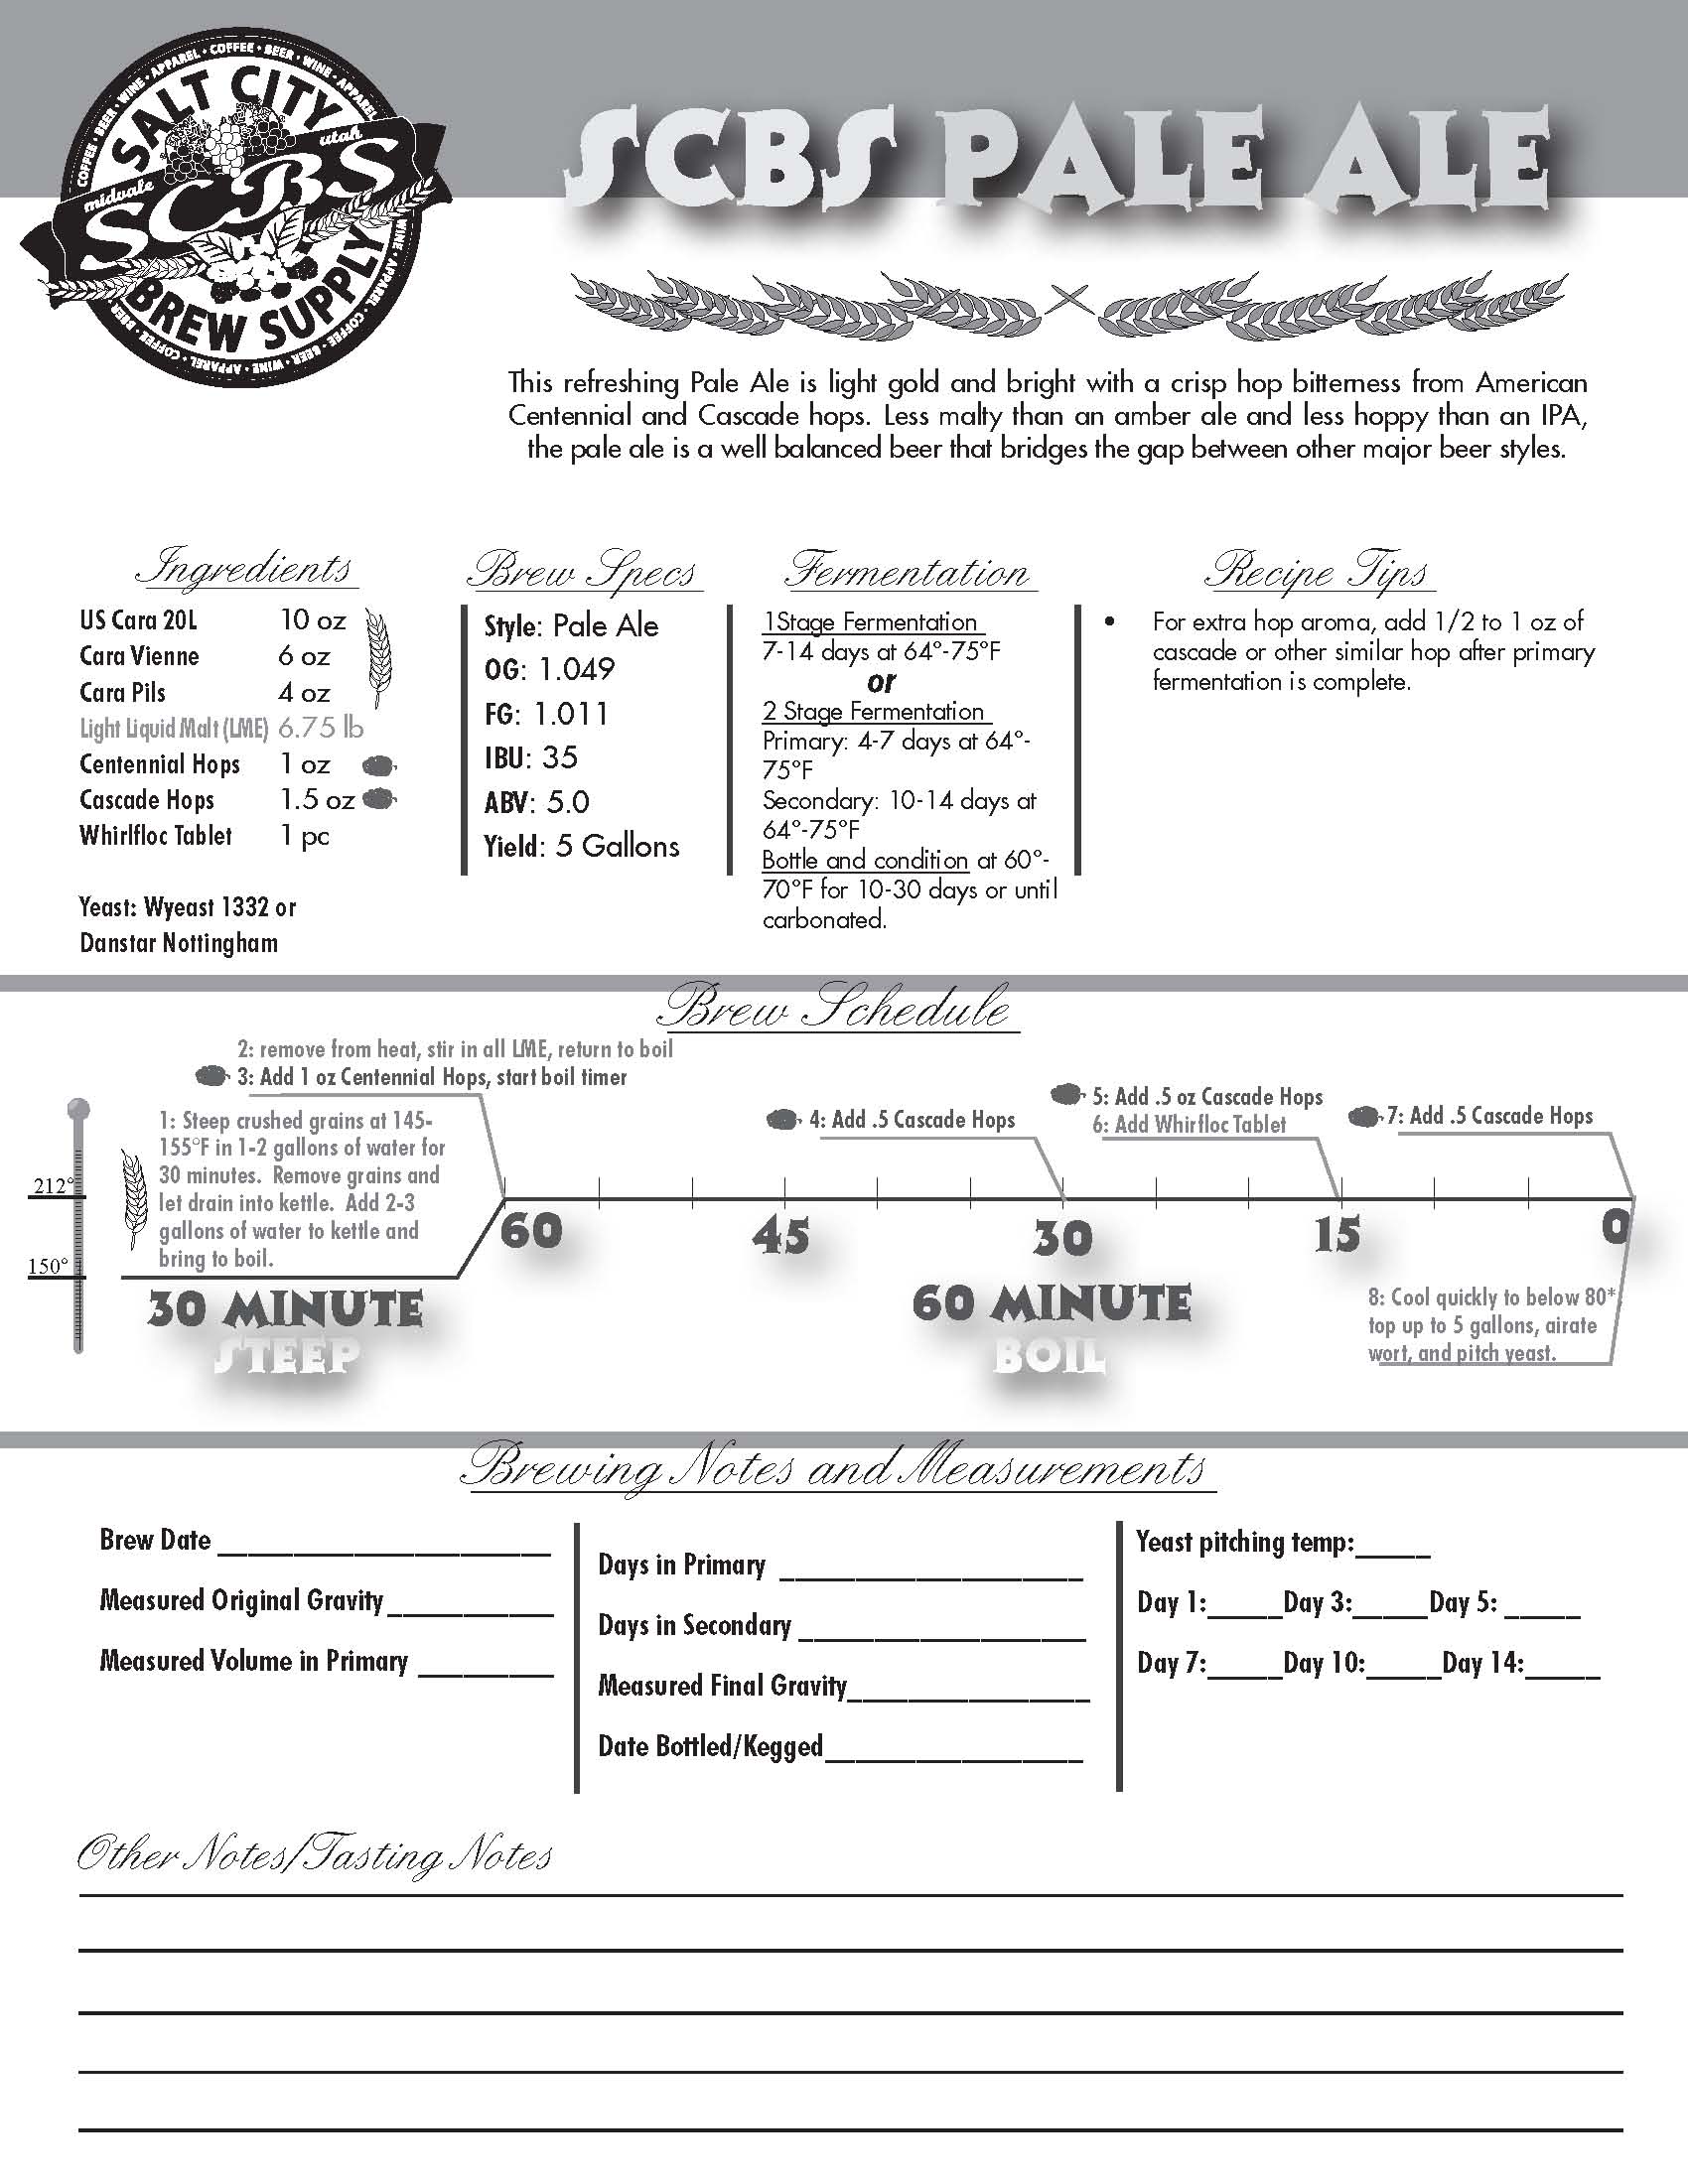 COFFEE • BEER • WINE • APPAREL • COFFEE • BEER • WINE • APPAREL
SALT CITY
midvale
utah
SCBS
BREW SUPPLY
SCBS PALE ALE
This refreshing Pale Ale is light gold and bright with a crisp hop bitterness from American
Centennial and Cascade hops. Less malty than an amber ale and less hoppy than an IPA,
the pale ale is a well balanced beer that bridges the gap between other major beer styles.
Ingredients
US Cara 20L 10 oz
Cara Vienne 6 oz
Cara Pils 4 oz
Light Liquid Malt (LME) 6.75 lb
Centennial Hops 1 oz
Cascade Hops 1.5 oz
Whirlfloc Tablet 1 pc
Yeast: Wyeast 1332 or
Danstar Nottingham
Brew Specs
Style: Pale Ale
OG: 1.049
FG: 1.011
IBU: 35
ABV: 5.0
Yield: 5 Gallons
Fermentation
1Stage Fermentation
7-14 days at 64°-75°F
or
2 Stage Fermentation
Primary: 4-7 days at 64°-
75°F
Secondary: 10-14 days at
64°-75°F
Bottle and condition at 60°-
70°F for 10-30 days or until
carbonated.
Recipe Tips
• For extra hop aroma, add 1/2 to 1 oz of
cascade or other similar hop after primary
fermentation is complete.
Brew Schedule
2: remove from heat, stir in all LME, return to boil
3: Add 1 oz Centennial Hops, start boil timer
1: Steep crushed grains at 145-
155°F in 1-2 gallons of water for
30 minutes. Remove grains and
let drain into kettle. Add 2-3
gallons of water to kettle and
bring to boil.
4: Add .5 Cascade Hops
5: Add .5 oz Cascade Hops
6: Add Whirfloc Tablet
7: Add .5 Cascade Hops
212°
150°
60 45 30 15 0
30 MINUTE
STEEP
60 MINUTE
BOIL
8: Cool quickly to below 80*
top up to 5 gallons, airate
wort, and pitch yeast.
Brewing Notes and Measurements
Brew Date ______________________
Measured Original Gravity___________
Measured Volume in Primary _________
Days in Primary ____________________
Days in Secondary ___________________
Measured Final Gravity________________
Date Bottled/Kegged_________________
Yeast pitching temp:_____
Day 1:_____Day 3:_____Day 5: _____
Day 7:_____Day 10:_____Day 14:_____
Other Notes/Tasting Notes